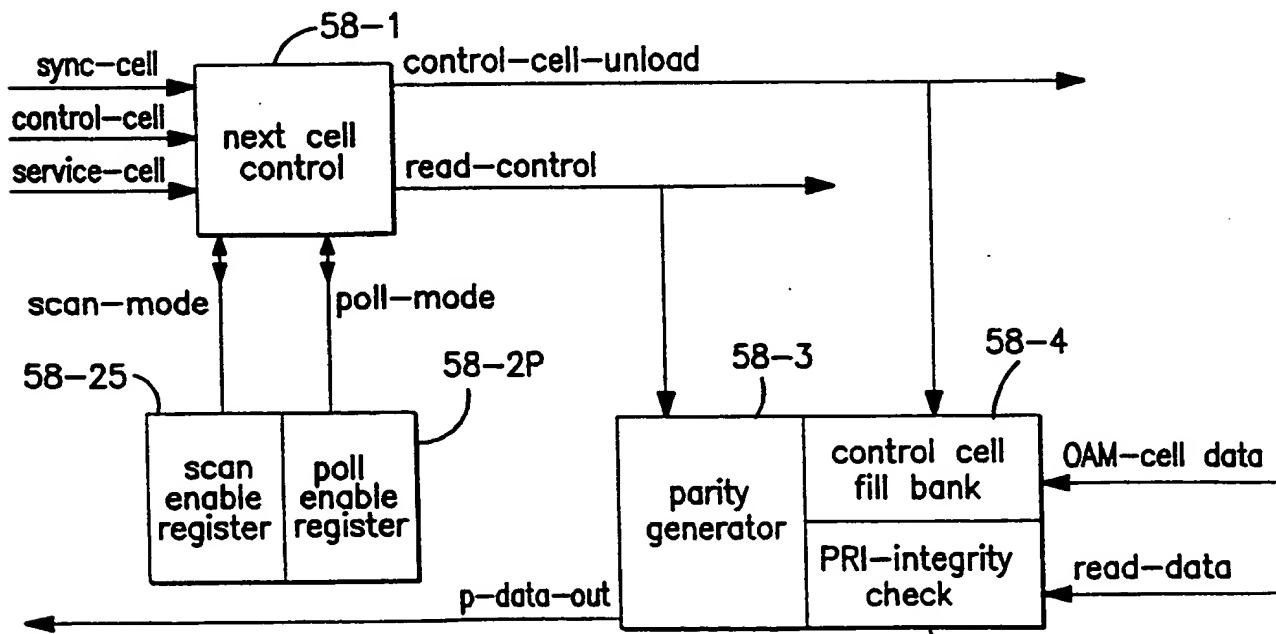 58-1
sync-cell
control-cell
service-cell
next cell
control
control-cell-unload
read-control
scan-mode
poll-mode
58-25
58-2P
58-3
58-4
scan
enable
register
poll
enable
register
parity
generator
control cell
fill bank
OAM-cell data
PRI-integrity
check
read-data
p-data-out